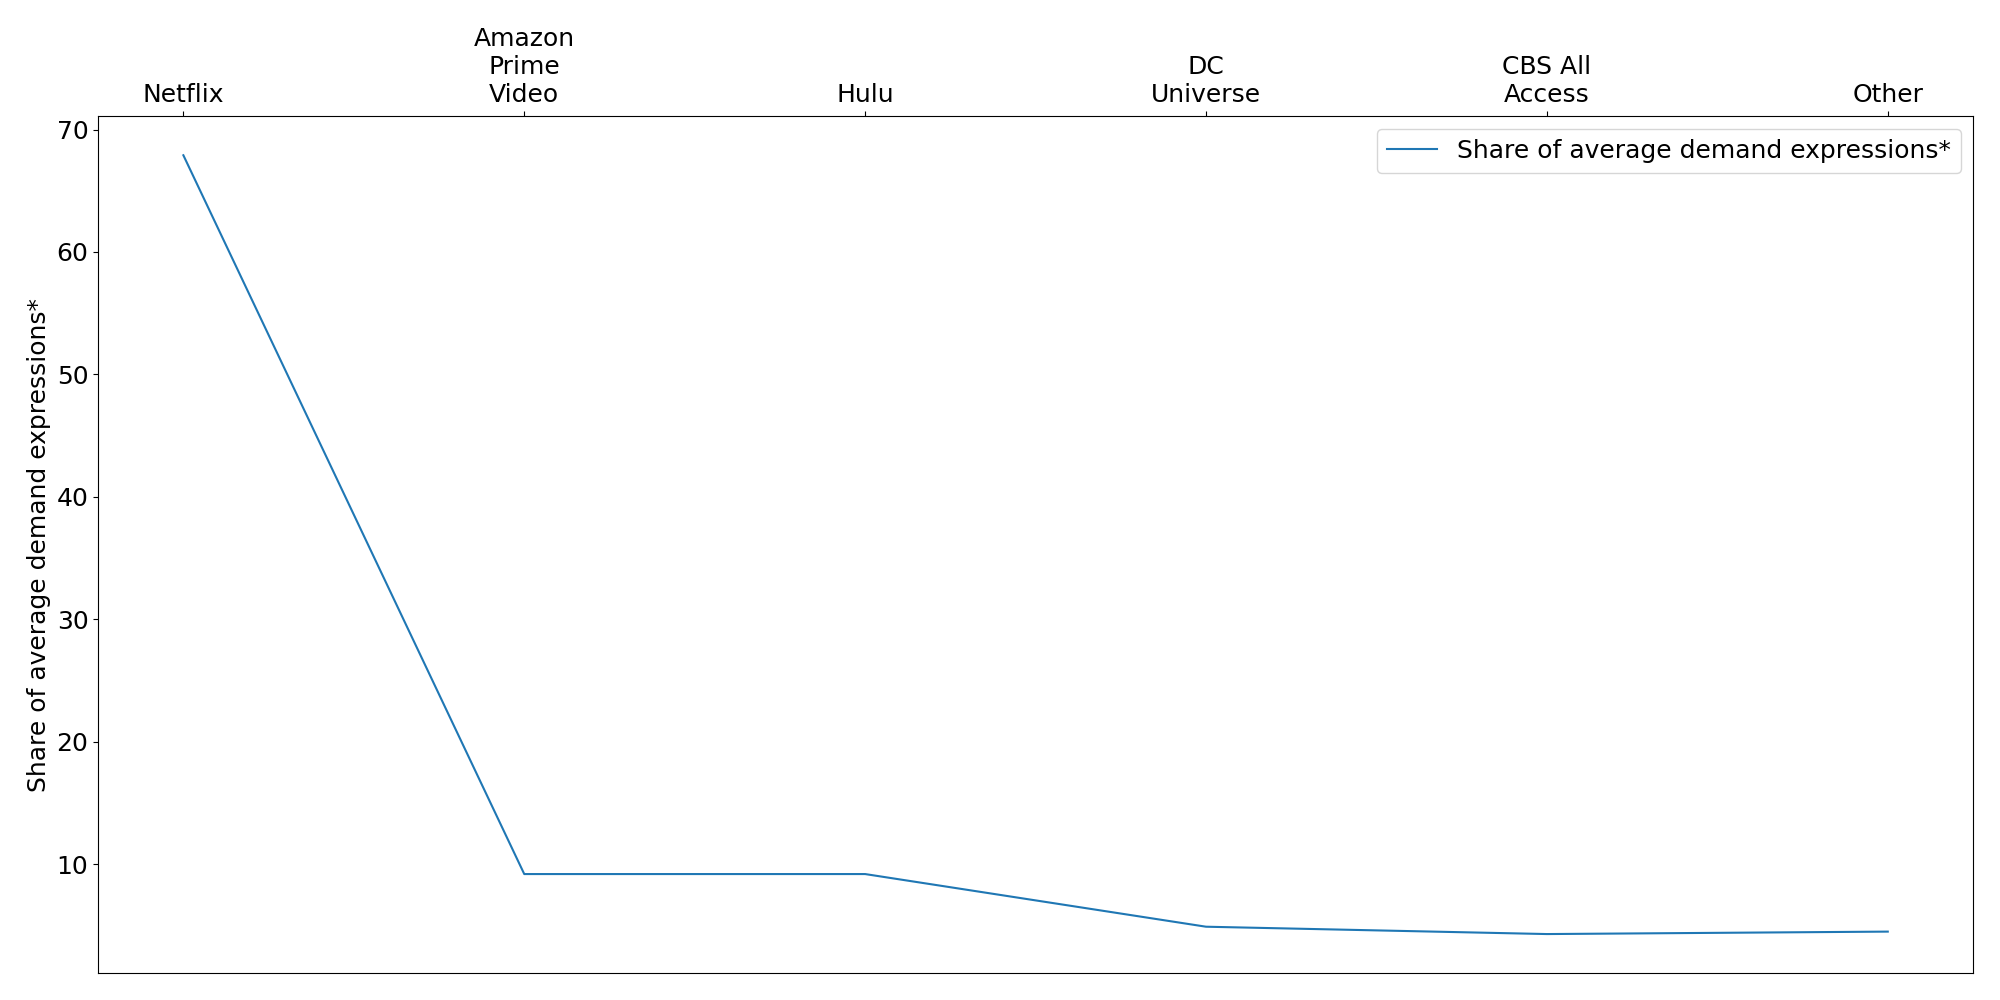 Amazon
Prime
Video
Netflix
Hulu
DC
Universe
CBS All
Access
Other
70
60
50
40
30
20
10
Share of average demand expressions*
Share of average demand expressions*